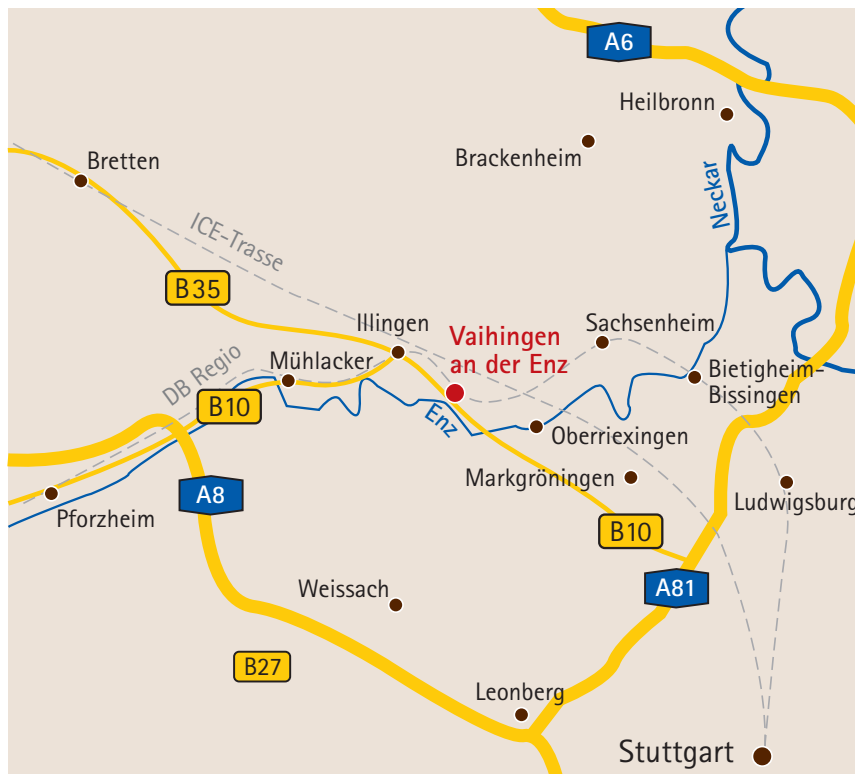 A6
Heilbronn
Brackenheim
Bretten
Neckar
ICE-Trasse
B35
Illingen
Sachsenheim
Vaihingen
an der Enz
Mühlacker
DB Regio
Bietigheim-
Bissingen
B10
Enz
Oberriexingen
Markgröningen
A8
Ludwigsburg
Pforzheim
B10
A81
Weissach
B27
Leonberg
Stuttgart